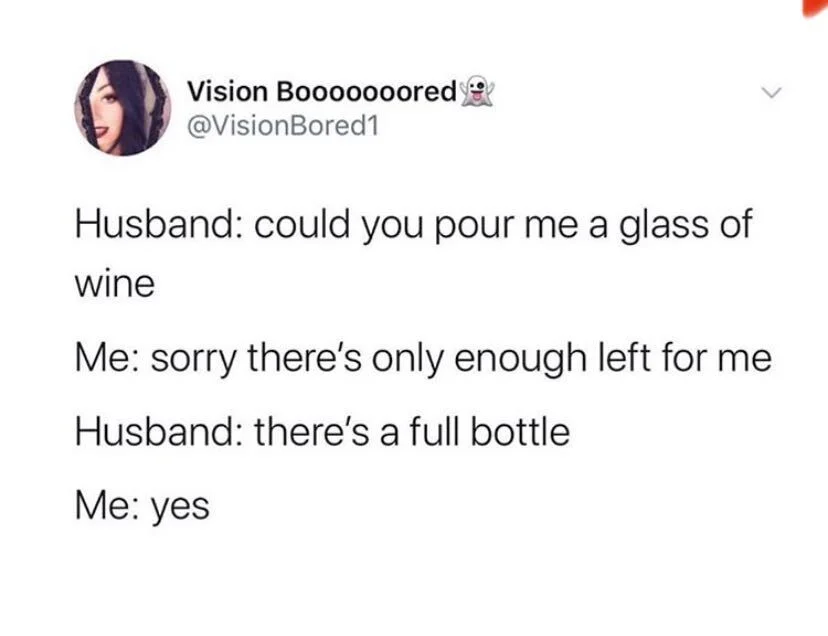 Vision Booooooored👻
@VisionBored1
Husband: could you pour me a glass of
wine
Me: sorry there’s only enough left for me
Husband: there’s a full bottle
Me: yes